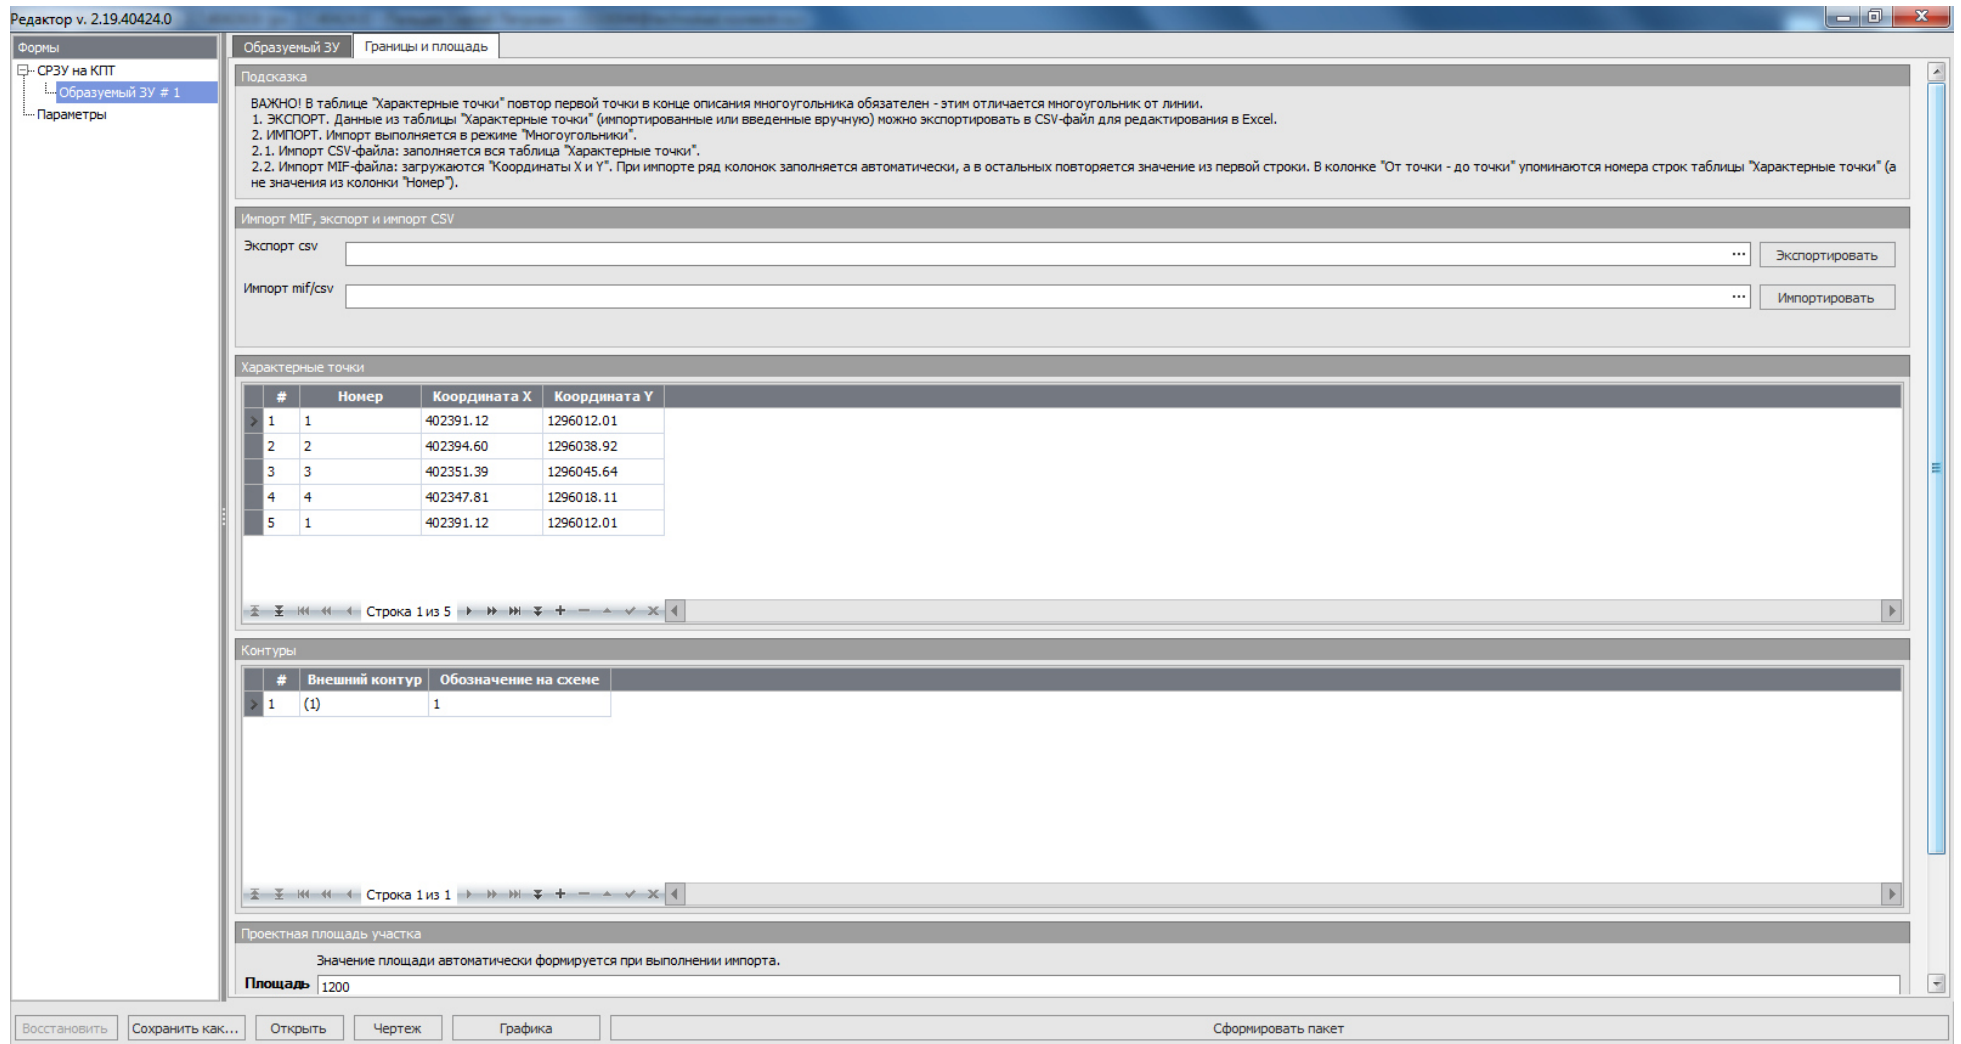 Редактор v. 2.19.40424.0
Формы
СРЗУ на КПТ
Образуемый ЗУ # 1
Параметры
Образуемый ЗУ
Границы и площадь
Подсказка
ВАЖНО! В таблице "Характерные точки" повтор первой точки в конце описания многоугольника обязателен - этим отличается многоугольник от линии.
1. ЭКСПОРТ. Данные из таблицы "Характерные точки" (импортированные или введенные вручную) можно экспортировать в CSV-файл для редактирования в Excel.
2. ИМПОРТ. Импорт выполняется в режиме "Многоугольники".
2.1. Импорт CSV-файла: заполняется вся таблица "Характерные точки".
2.2. Импорт MIF-файла: загружаются "Координаты X и Y". При импорте ряд колонок заполняется автоматически, а в остальных повторяется значение из первой строки. В колонке "От точки - до точки" упоминаются номера строк таблицы "Характерные точки" (а
не значения из колонки "Номер").
Импорт MIF, экспорт и импорт CSV
Экспорт csv ... Экспортировать
Импорт mif/csv ... Импортировать
Характерные точки
# Номер Координата X Координата Y
1 1 402391.12 1296012.01
2 2 402394.60 1296038.92
3 3 402351.39 1296045.64
4 4 402347.81 1296018.11
5 1 402391.12 1296012.01
Строка 1 из 5
Контуры
# Внешний контур Обозначение на схеме
1 (1) 1
Строка 1 из 1
Проектная площадь участка
Значение площади автоматически формируется при выполнении импорта.
Площадь 1200
Восстановить Сохранить как... Открыть Чертеж Графика Сформировать пакет